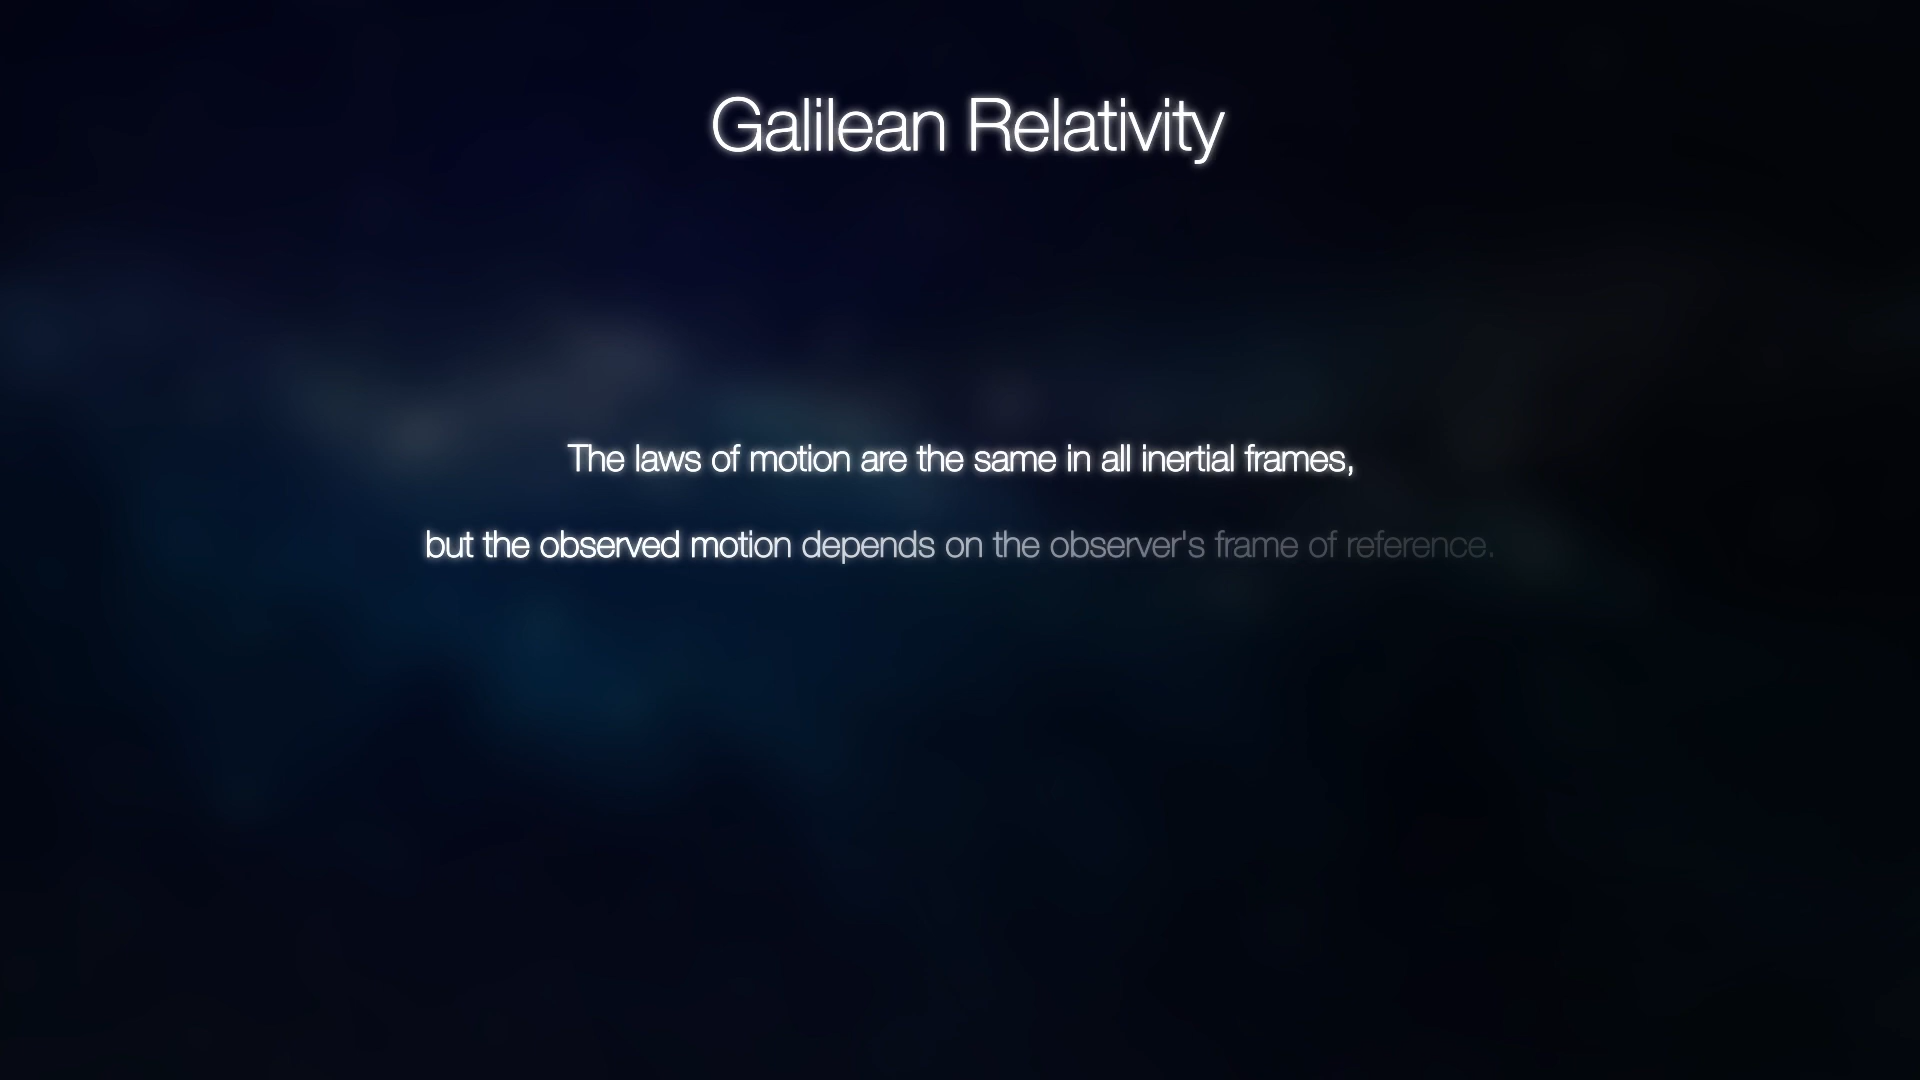 Galilean Relativity
The laws of motion are the same in all inertial frames,
but the observed motion depends on the observer's frame of reference.